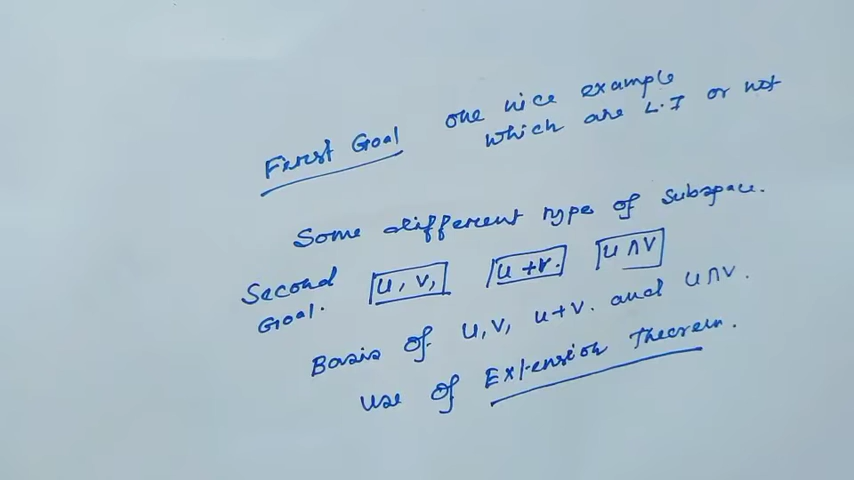 First Goal one nice example
which are L.I or not
Some different type of subspace.
Second Goal. U, V, U+V. U∩V
Basis of U,V, U+V. and U∩V.
Use of Extension Theorem.